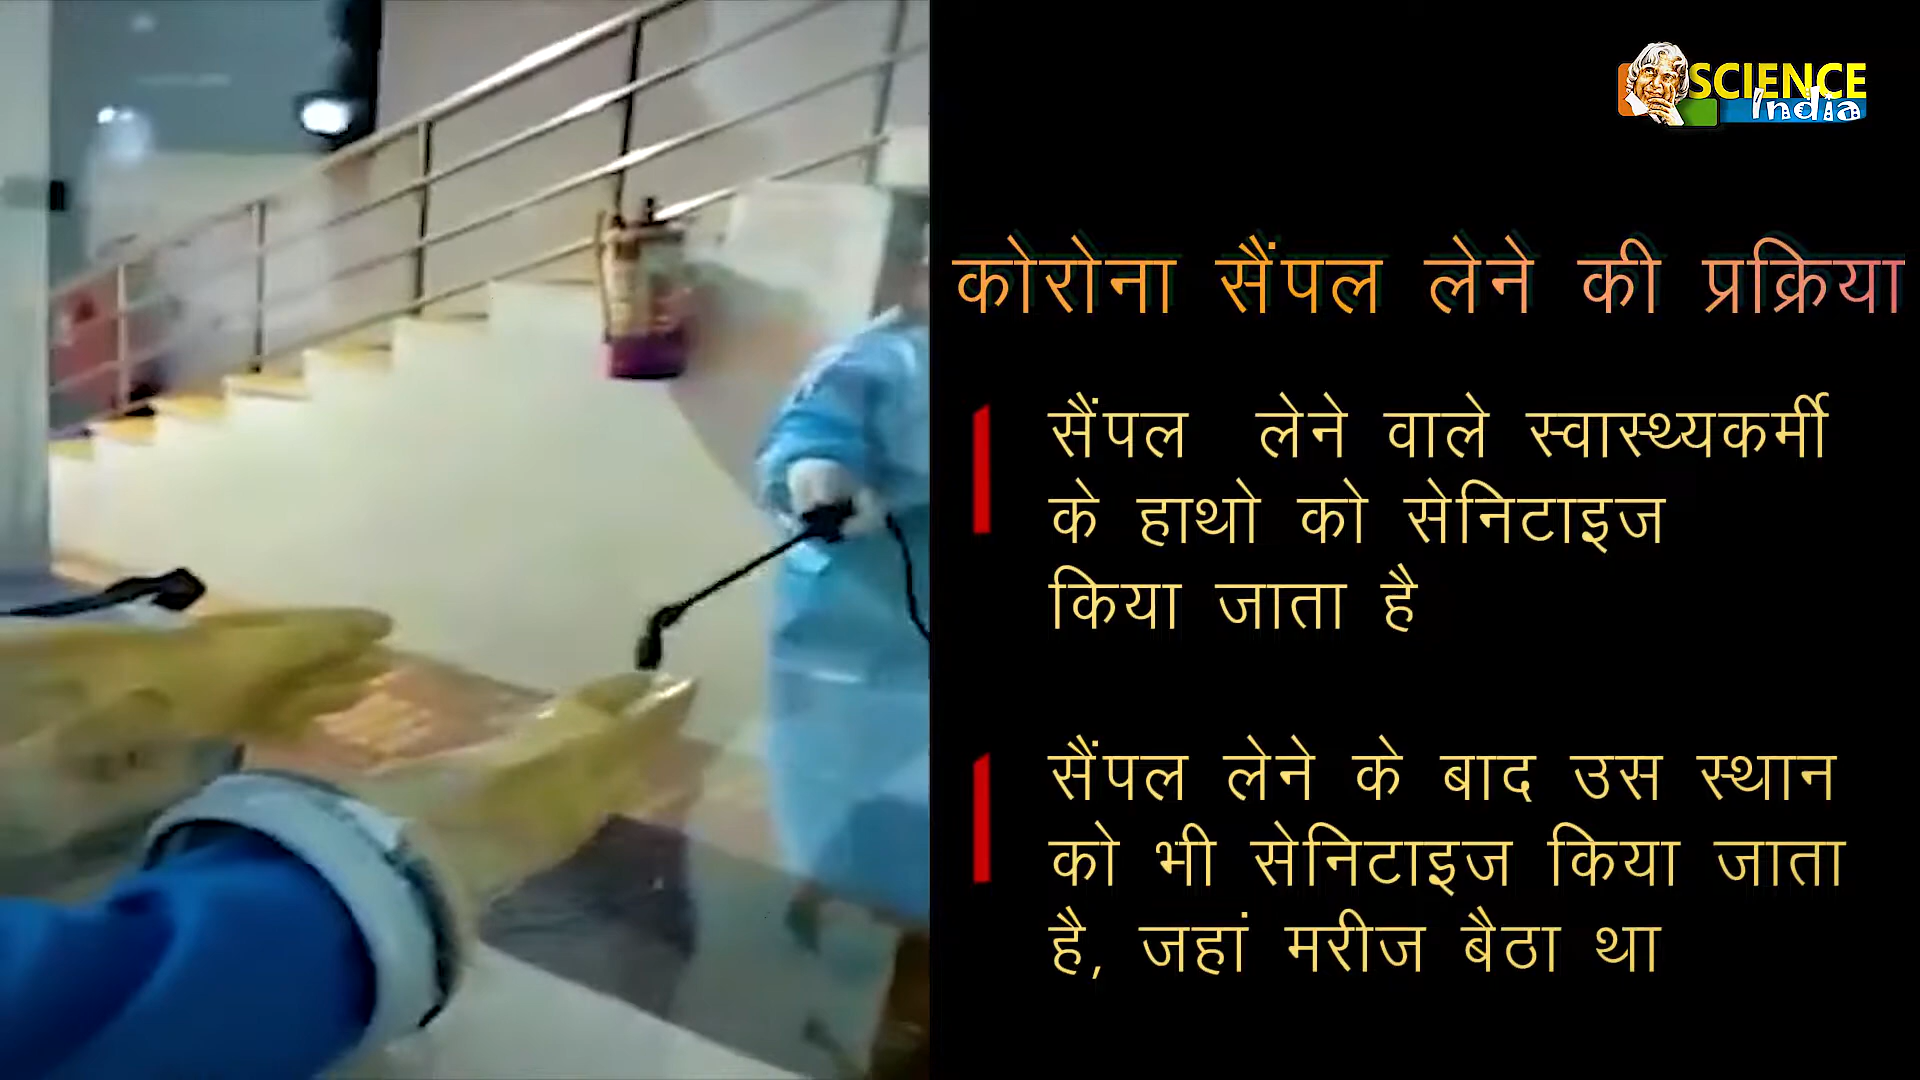 SCIENCE
India
कोरोना सैंपल लेने की प्रक्रिया
सैंपल लेने वाले स्वास्थ्यकर्मी
के हाथो को सेनिटाइज
किया जाता है
सैंपल लेने के बाद उस स्थान
को भी सेनिटाइज किया जाता
है, जहां मरीज बैठा था